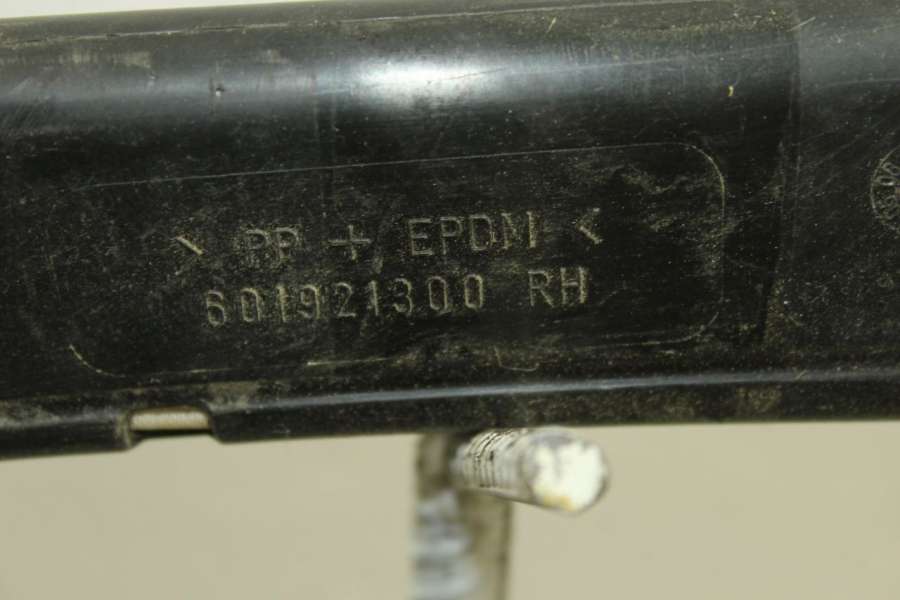 > PP + EPDM <
601921300 RH